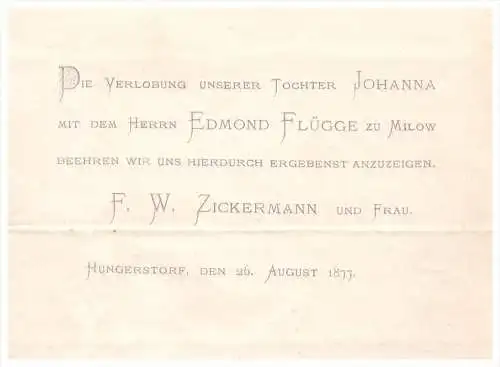 Die Verlobung unserer Tochter Johanna
mit dem Herrn Edmond Flügge zu Milow
beehren wir uns hierdurch ergebenst anzuzeigen.
F. W. Zickermann und Frau.
Hungerstorf, den 26. August 1877.